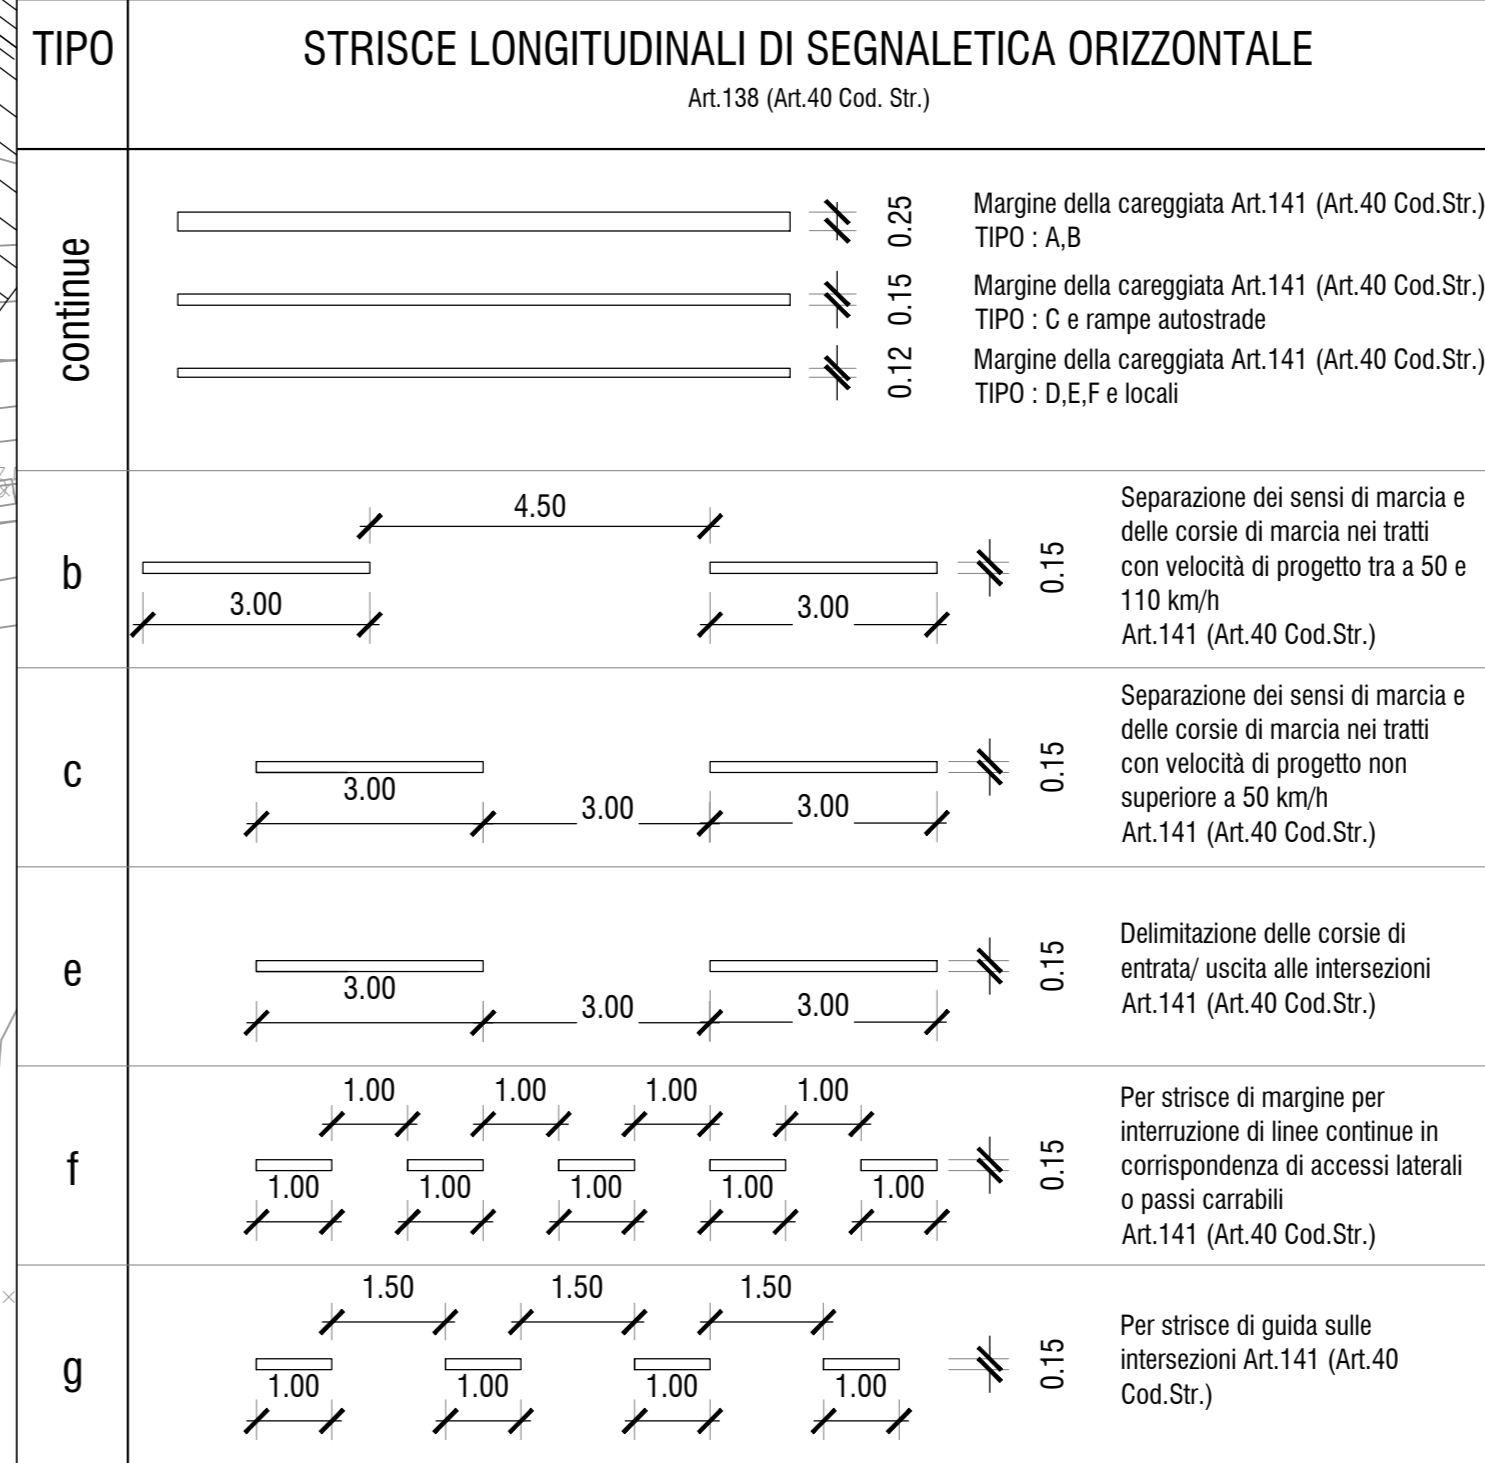 TIPO
STRISCE LONGITUDINALI DI SEGNALETICA ORIZZONTALE
Art.138 (Art.40 Cod. Str.)
continue
0.25
Margine della careggiata Art.141 (Art.40 Cod.Str.)
TIPO : A,B
0.15
Margine della careggiata Art.141 (Art.40 Cod.Str.)
TIPO : C e rampe autostrade
0.12
Margine della careggiata Art.141 (Art.40 Cod.Str.)
TIPO : D,E,F e locali
b
4.50
3.00
3.00
0.15
Separazione dei sensi di marcia e
delle corsie di marcia nei tratti
con velocità di progetto tra a 50 e
110 km/h
Art.141 (Art.40 Cod.Str.)
c
3.00
3.00
3.00
0.15
Separazione dei sensi di marcia e
delle corsie di marcia nei tratti
con velocità di progetto non
superiore a 50 km/h
Art.141 (Art.40 Cod.Str.)
e
3.00
3.00
3.00
0.15
Delimitazione delle corsie di
entrata/ uscita alle intersezioni
Art.141 (Art.40 Cod.Str.)
f
1.00 1.00 1.00 1.00
1.00 1.00 1.00 1.00 1.00
0.15
Per strisce di margine per
interruzione di linee continue in
corrispondenza di accessi laterali
o passi carrabili
Art.141 (Art.40 Cod.Str.)
g
1.50 1.50 1.50
1.00 1.00 1.00 1.00
0.15
Per strisce di guida sulle
intersezioni Art.141 (Art.40
Cod.Str.)